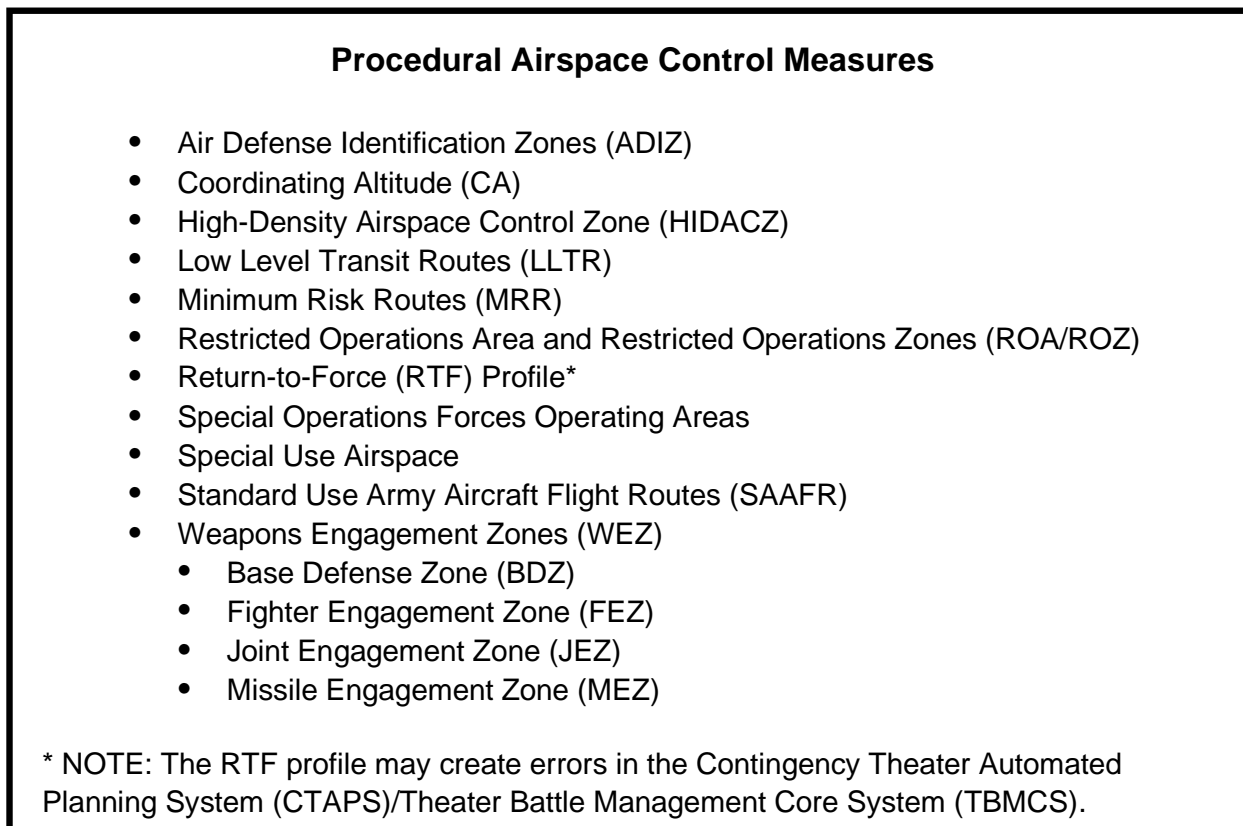 Procedural Airspace Control Measures
• Air Defense Identification Zones (ADIZ)
• Coordinating Altitude (CA)
• High-Density Airspace Control Zone (HIDACZ)
• Low Level Transit Routes (LLTR)
• Minimum Risk Routes (MRR)
• Restricted Operations Area and Restricted Operations Zones (ROA/ROZ)
• Return-to-Force (RTF) Profile*
• Special Operations Forces Operating Areas
• Special Use Airspace
• Standard Use Army Aircraft Flight Routes (SAAFR)
• Weapons Engagement Zones (WEZ)
• Base Defense Zone (BDZ)
• Fighter Engagement Zone (FEZ)
• Joint Engagement Zone (JEZ)
• Missile Engagement Zone (MEZ)
* NOTE: The RTF profile may create errors in the Contingency Theater Automated
Planning System (CTAPS)/Theater Battle Management Core System (TBMCS).